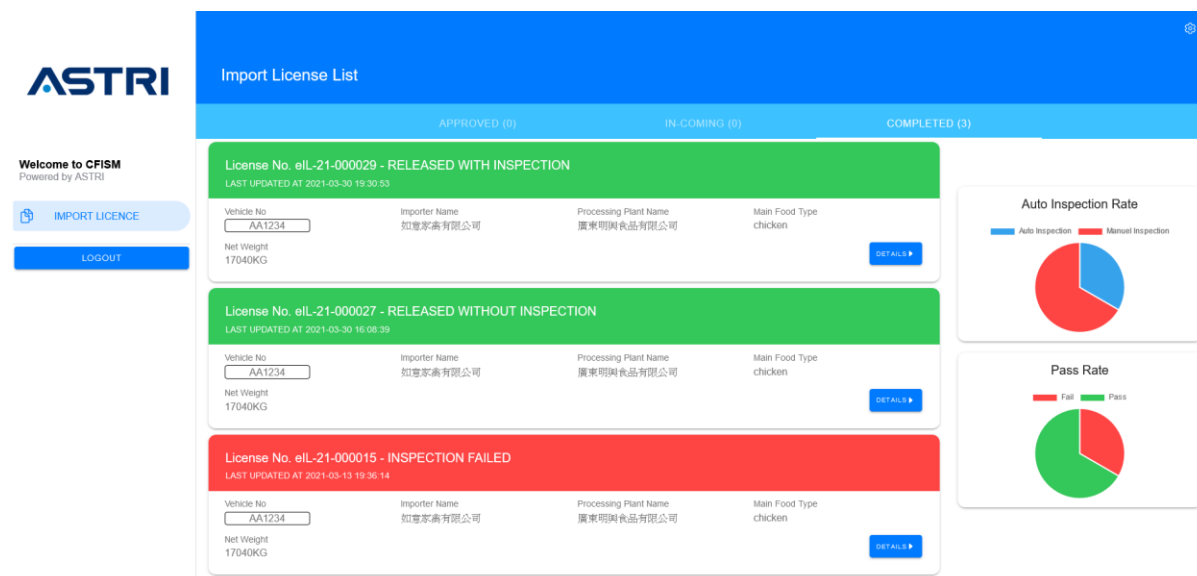 ASTRI
Welcome to CFISM
Powered by ASTRI
IMPORT LICENCE
LOGOUT
Import License List
APPROVED (0)
IN-COMING (0)
COMPLETED (3)
License No. eIL-21-000029 - RELEASED WITH INSPECTION
LAST UPDATED AT 2021-03-30 19:30:53
Vehicle No
AA1234
Importer Name
如意家禽有限公司
Processing Plant Name
廣東明興食品有限公司
Main Food Type
chicken
Net Weight
17040KG
DETAILS
License No. eIL-21-000027 - RELEASED WITHOUT INSPECTION
LAST UPDATED AT 2021-03-30 16:08:39
Vehicle No
AA1234
Importer Name
如意家禽有限公司
Processing Plant Name
廣東明興食品有限公司
Main Food Type
chicken
Net Weight
17040KG
DETAILS
License No. eIL-21-000015 - INSPECTION FAILED
LAST UPDATED AT 2021-03-13 19:36:14
Vehicle No
AA1234
Importer Name
如意家禽有限公司
Processing Plant Name
廣東明興食品有限公司
Main Food Type
chicken
Net Weight
17040KG
DETAILS
Auto Inspection Rate
Auto Inspection
Manuel Inspection
Pass Rate
Fail
Pass